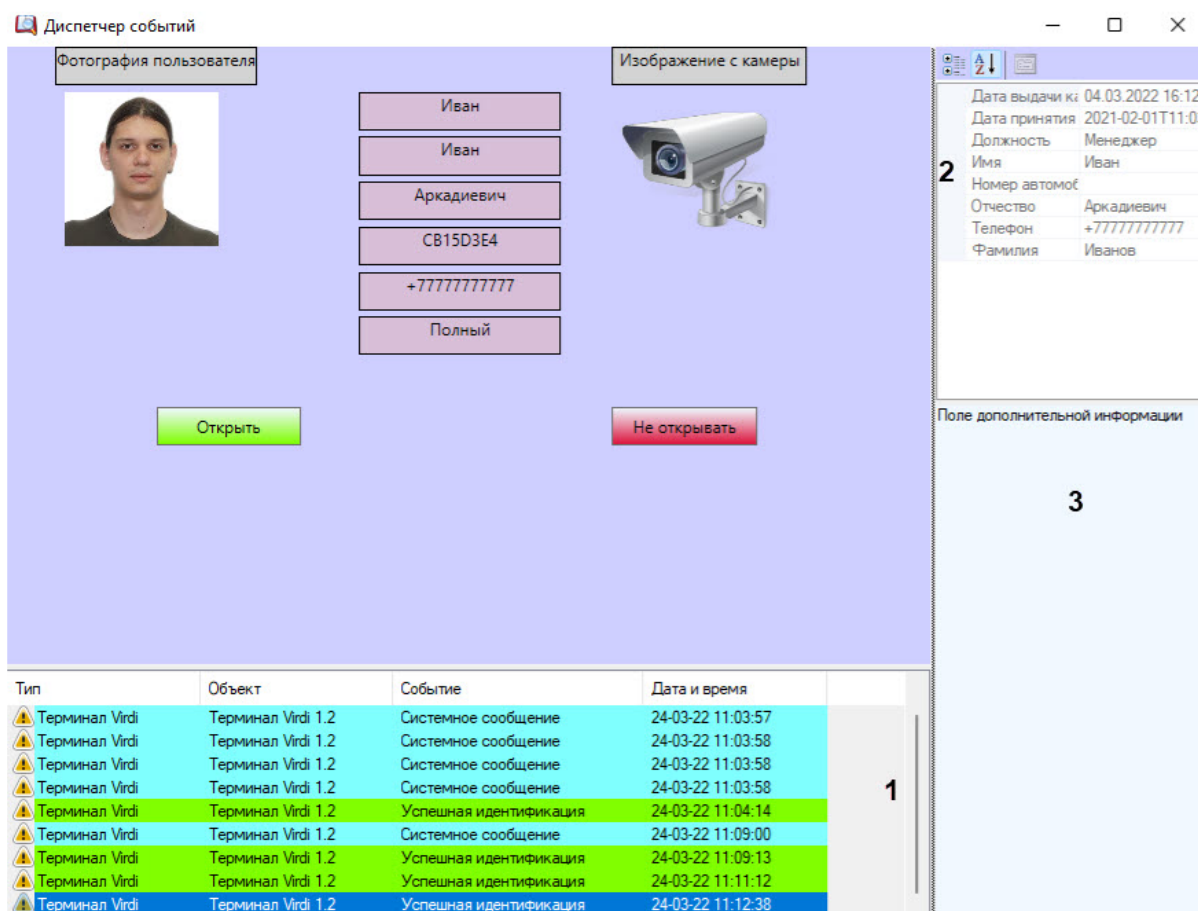 Диспетчер событий
Фотография пользователя
Изображение с камеры
Иван
Иван
Аркадиевич
CB15D3E4
+77777777777
Полный
Открыть
Не открывать
Дата выдачи ка 04.03.2022 16:12
Дата принятия 2021-02-01T11:0
Должность Менеджер
Имя Иван
2
Номер автомоб
Отчество Аркадиевич
Телефон +77777777777
Фамилия Иванов
Поле дополнительной информации
3
Тип Объект Событие Дата и время
Терминал Virdi Терминал Virdi 1.2 Системное сообщение 24-03-22 11:03:57
Терминал Virdi Терминал Virdi 1.2 Системное сообщение 24-03-22 11:03:58
Терминал Virdi Терминал Virdi 1.2 Системное сообщение 24-03-22 11:03:58
Терминал Virdi Терминал Virdi 1.2 Системное сообщение 24-03-22 11:03:58
1
Терминал Virdi Терминал Virdi 1.2 Успешная идентификация 24-03-22 11:04:14
Терминал Virdi Терминал Virdi 1.2 Системное сообщение 24-03-22 11:09:00
Терминал Virdi Терминал Virdi 1.2 Успешная идентификация 24-03-22 11:09:13
Терминал Virdi Терминал Virdi 1.2 Успешная идентификация 24-03-22 11:11:12
Терминал Virdi Терминал Virdi 1.2 Успешная идентификация 24-03-22 11:12:38